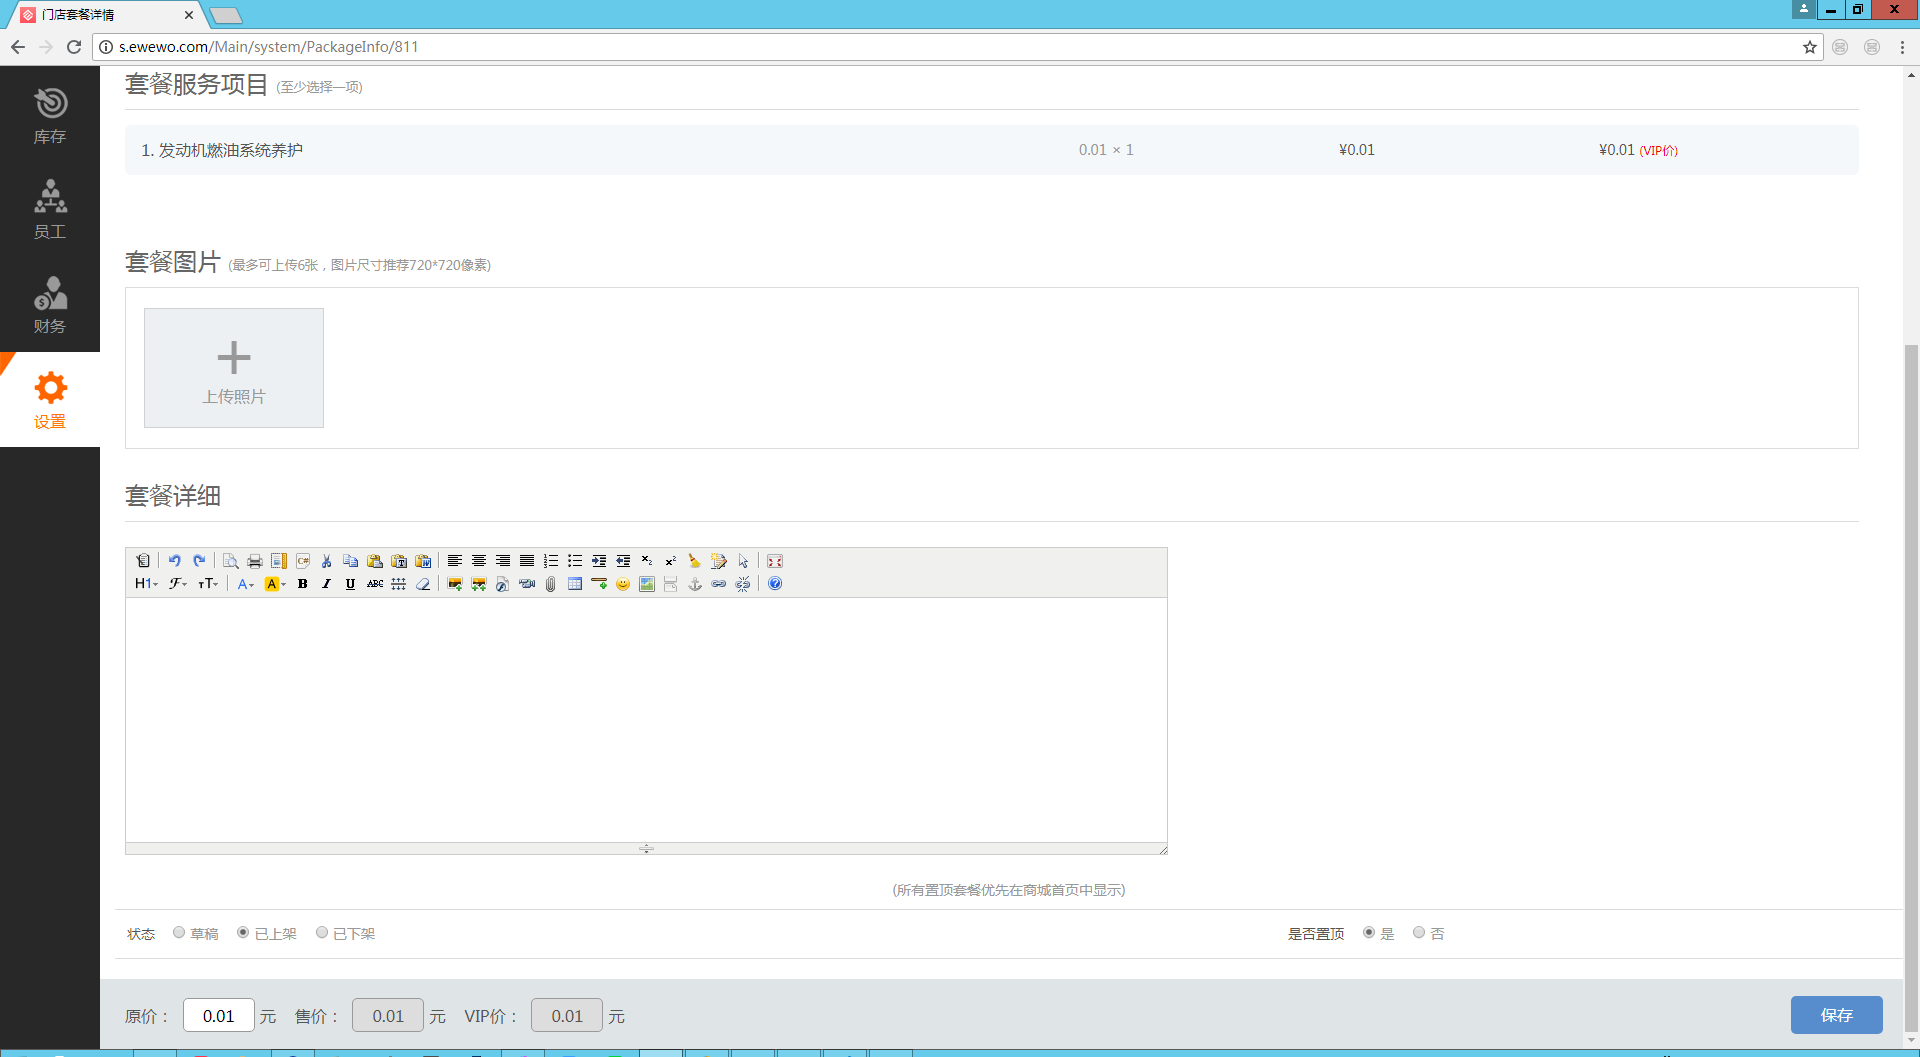 门店套餐详情
s.ewewo.com/Main/system/PackageInfo/811
套餐服务项目 (至少选择一项)
1. 发动机燃油系统养护 0.01 × 1 ¥0.01 ¥0.01 (VIP价)
库存
员工
财务
设置
套餐图片 (最多可上传6张，图片尺寸推荐720*720像素)
上传照片
套餐详细
H1 F TT A A B I U ABC
(所有置顶套餐优先在商城首页中显示)
状态 草稿 已上架 已下架 是否置顶 是 否
原价： 0.01 元 售价： 0.01 元 VIP价： 0.01 元 保存